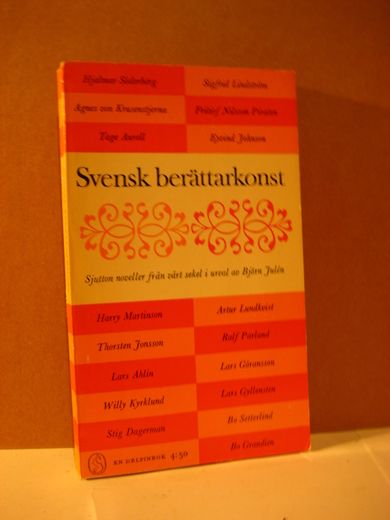 Hjalmar Söderberg
Sigfrid Lindström
Agnes von Krusenstjerna
Fritiof Nilsson Piraten
Tage Aurell
Eyvind Johnson
Svensk berättarkonst
Sjutton noveller från vårt sekel i urval av Björn Julén
Harry Martinson
Artur Lundkvist
Thorsten Jonsson
Ralf Parland
Lars Ahlin
Lars Göransson
Willy Kyrklund
Lars Gyllensten
Stig Dagerman
Bo Setterlind
EN DELFINBOK 4:50
Bo Grandien